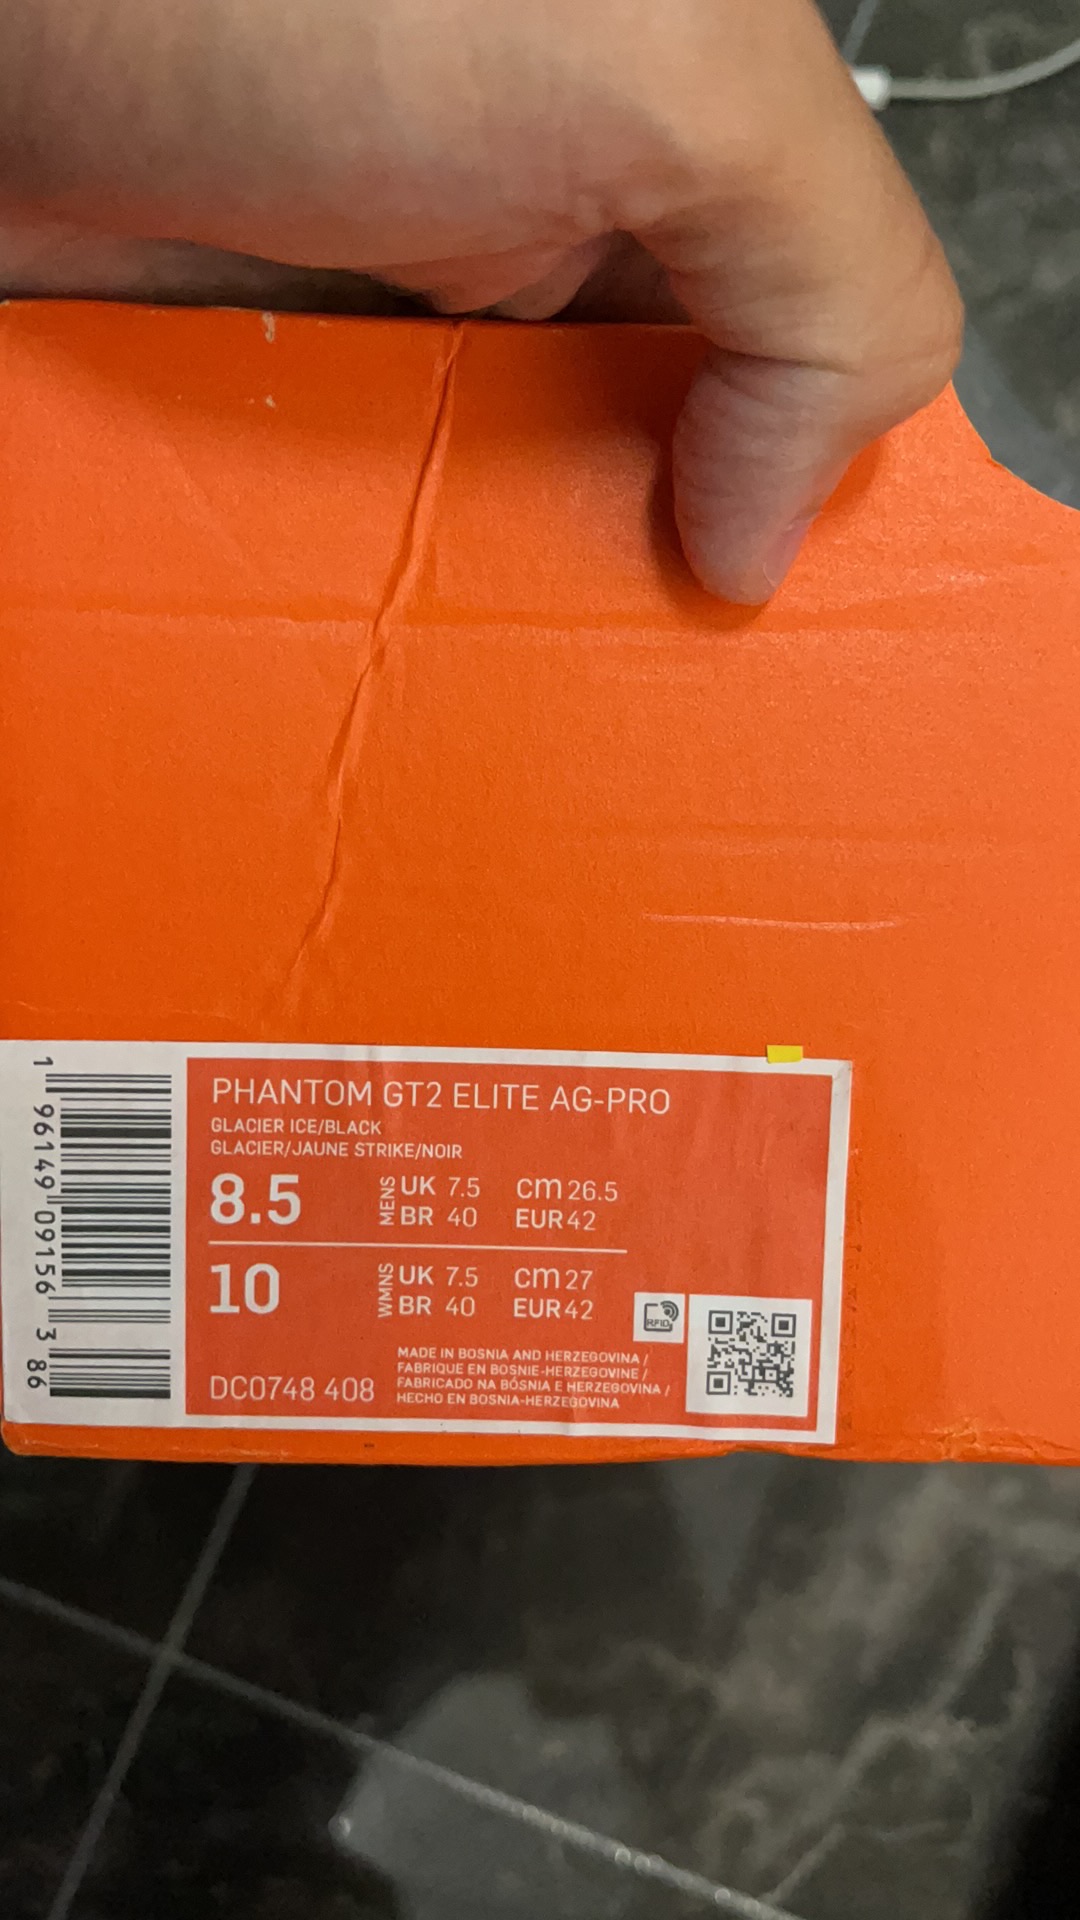 PHANTOM GT2 ELITE AG-PRO
GLACIER ICE/BLACK
GLACIER/JAUNE STRIKE/NOIR
8.5 MENS UK 7.5 cm 26.5
BR 40 EUR 42
10 WMNS UK 7.5 cm 27
BR 40 EUR 42
RFID
MADE IN BOSNIA AND HERZEGOVINA /
FABRIQUE EN BOSNIE-HERZEGOVINE /
FABRICADO NA BÓSNIA E HERZEGOVINA /
HECHO EN BOSNIA-HERZEGOVINA
DC0748 408
1 96149 09156 3 86